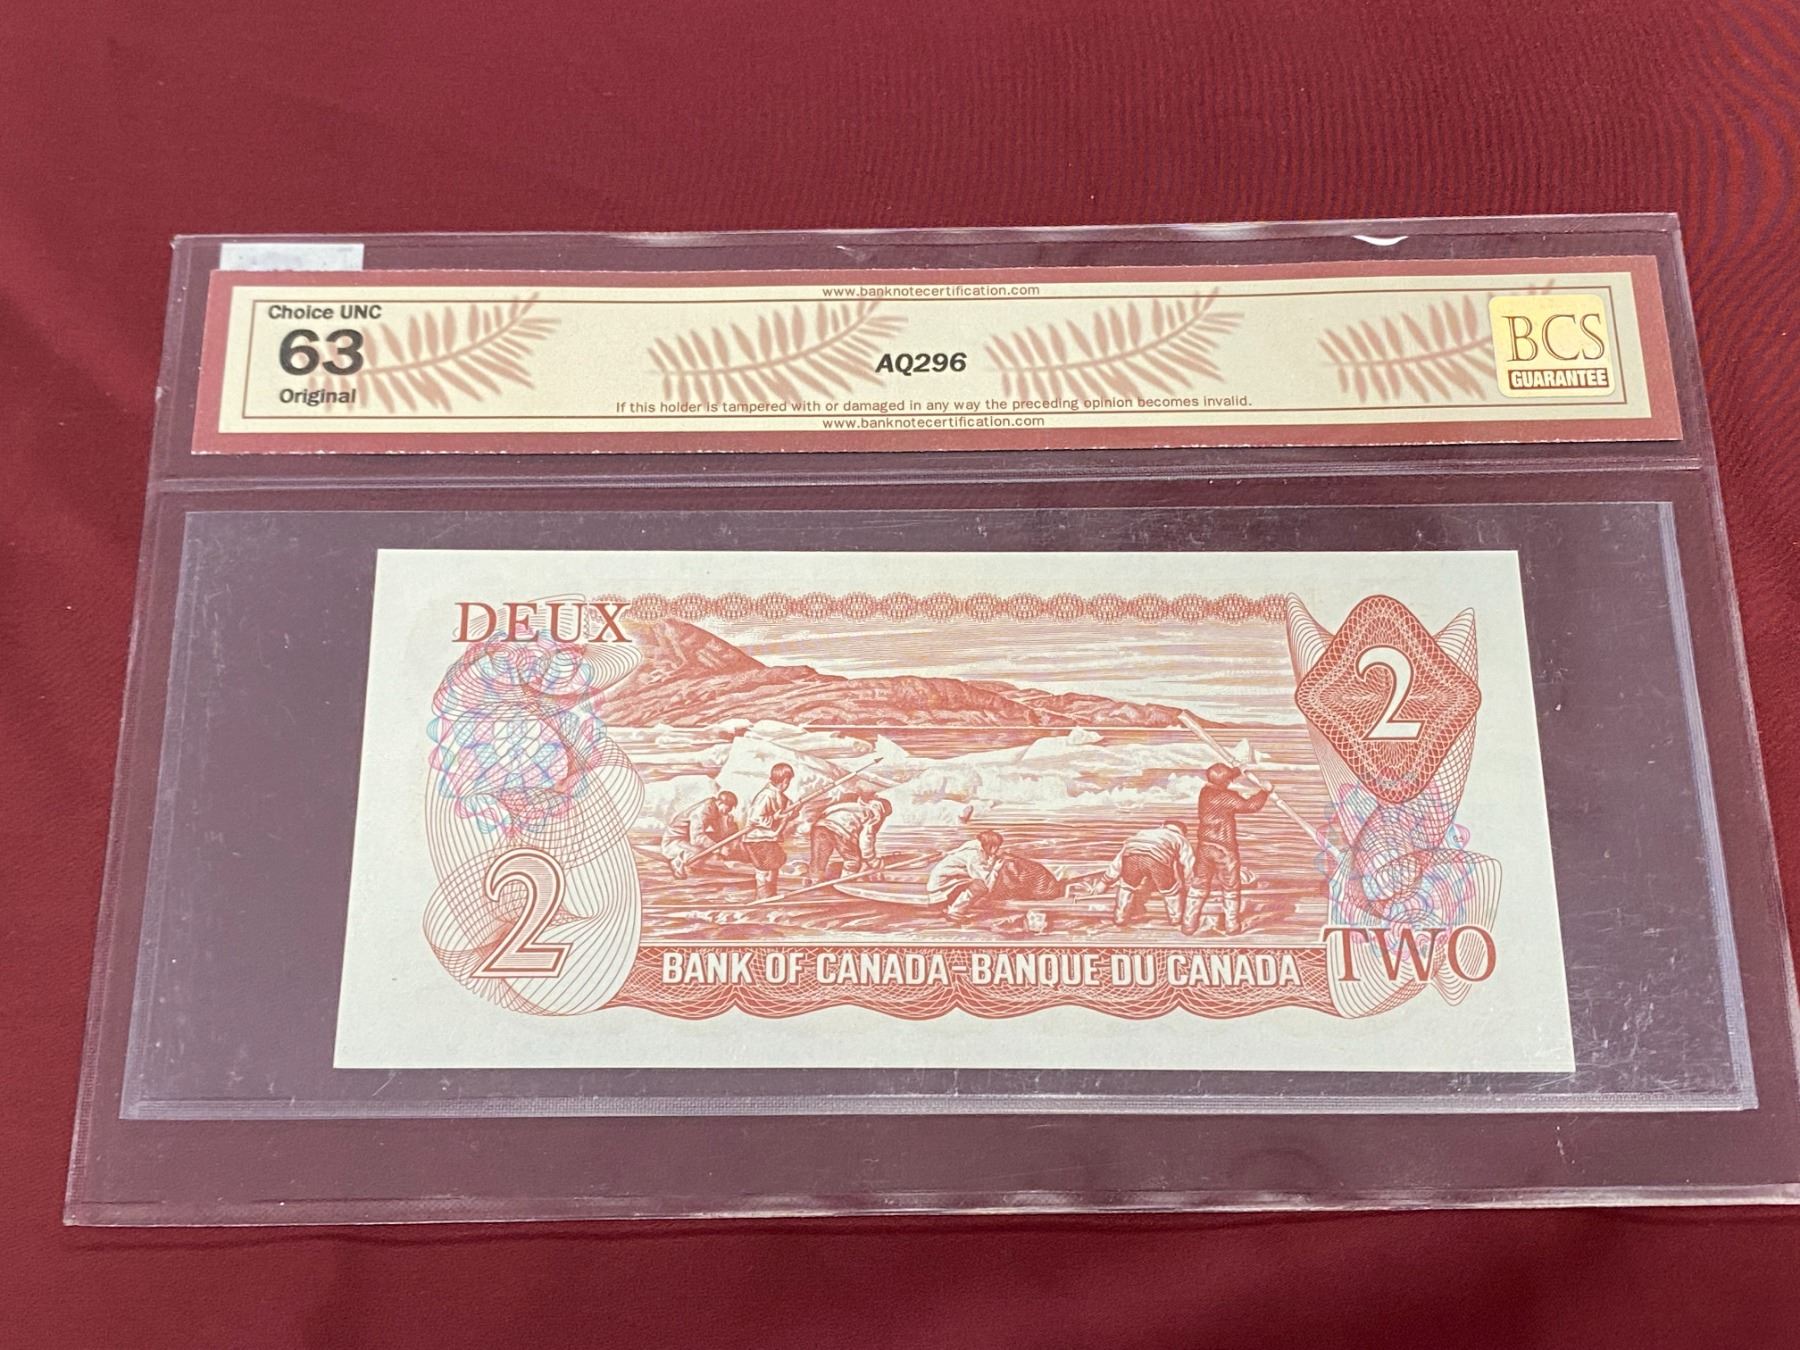 www.banknotecertification.com
Choice UNC
63
Original
AQ296
BCS
GUARANTEE
If this holder is tampered with or damaged in any way the preceding opinion becomes invalid.
www.banknotecertification.com
DEUX
2
2
BANK OF CANADA-BANQUE DU CANADA
TWO